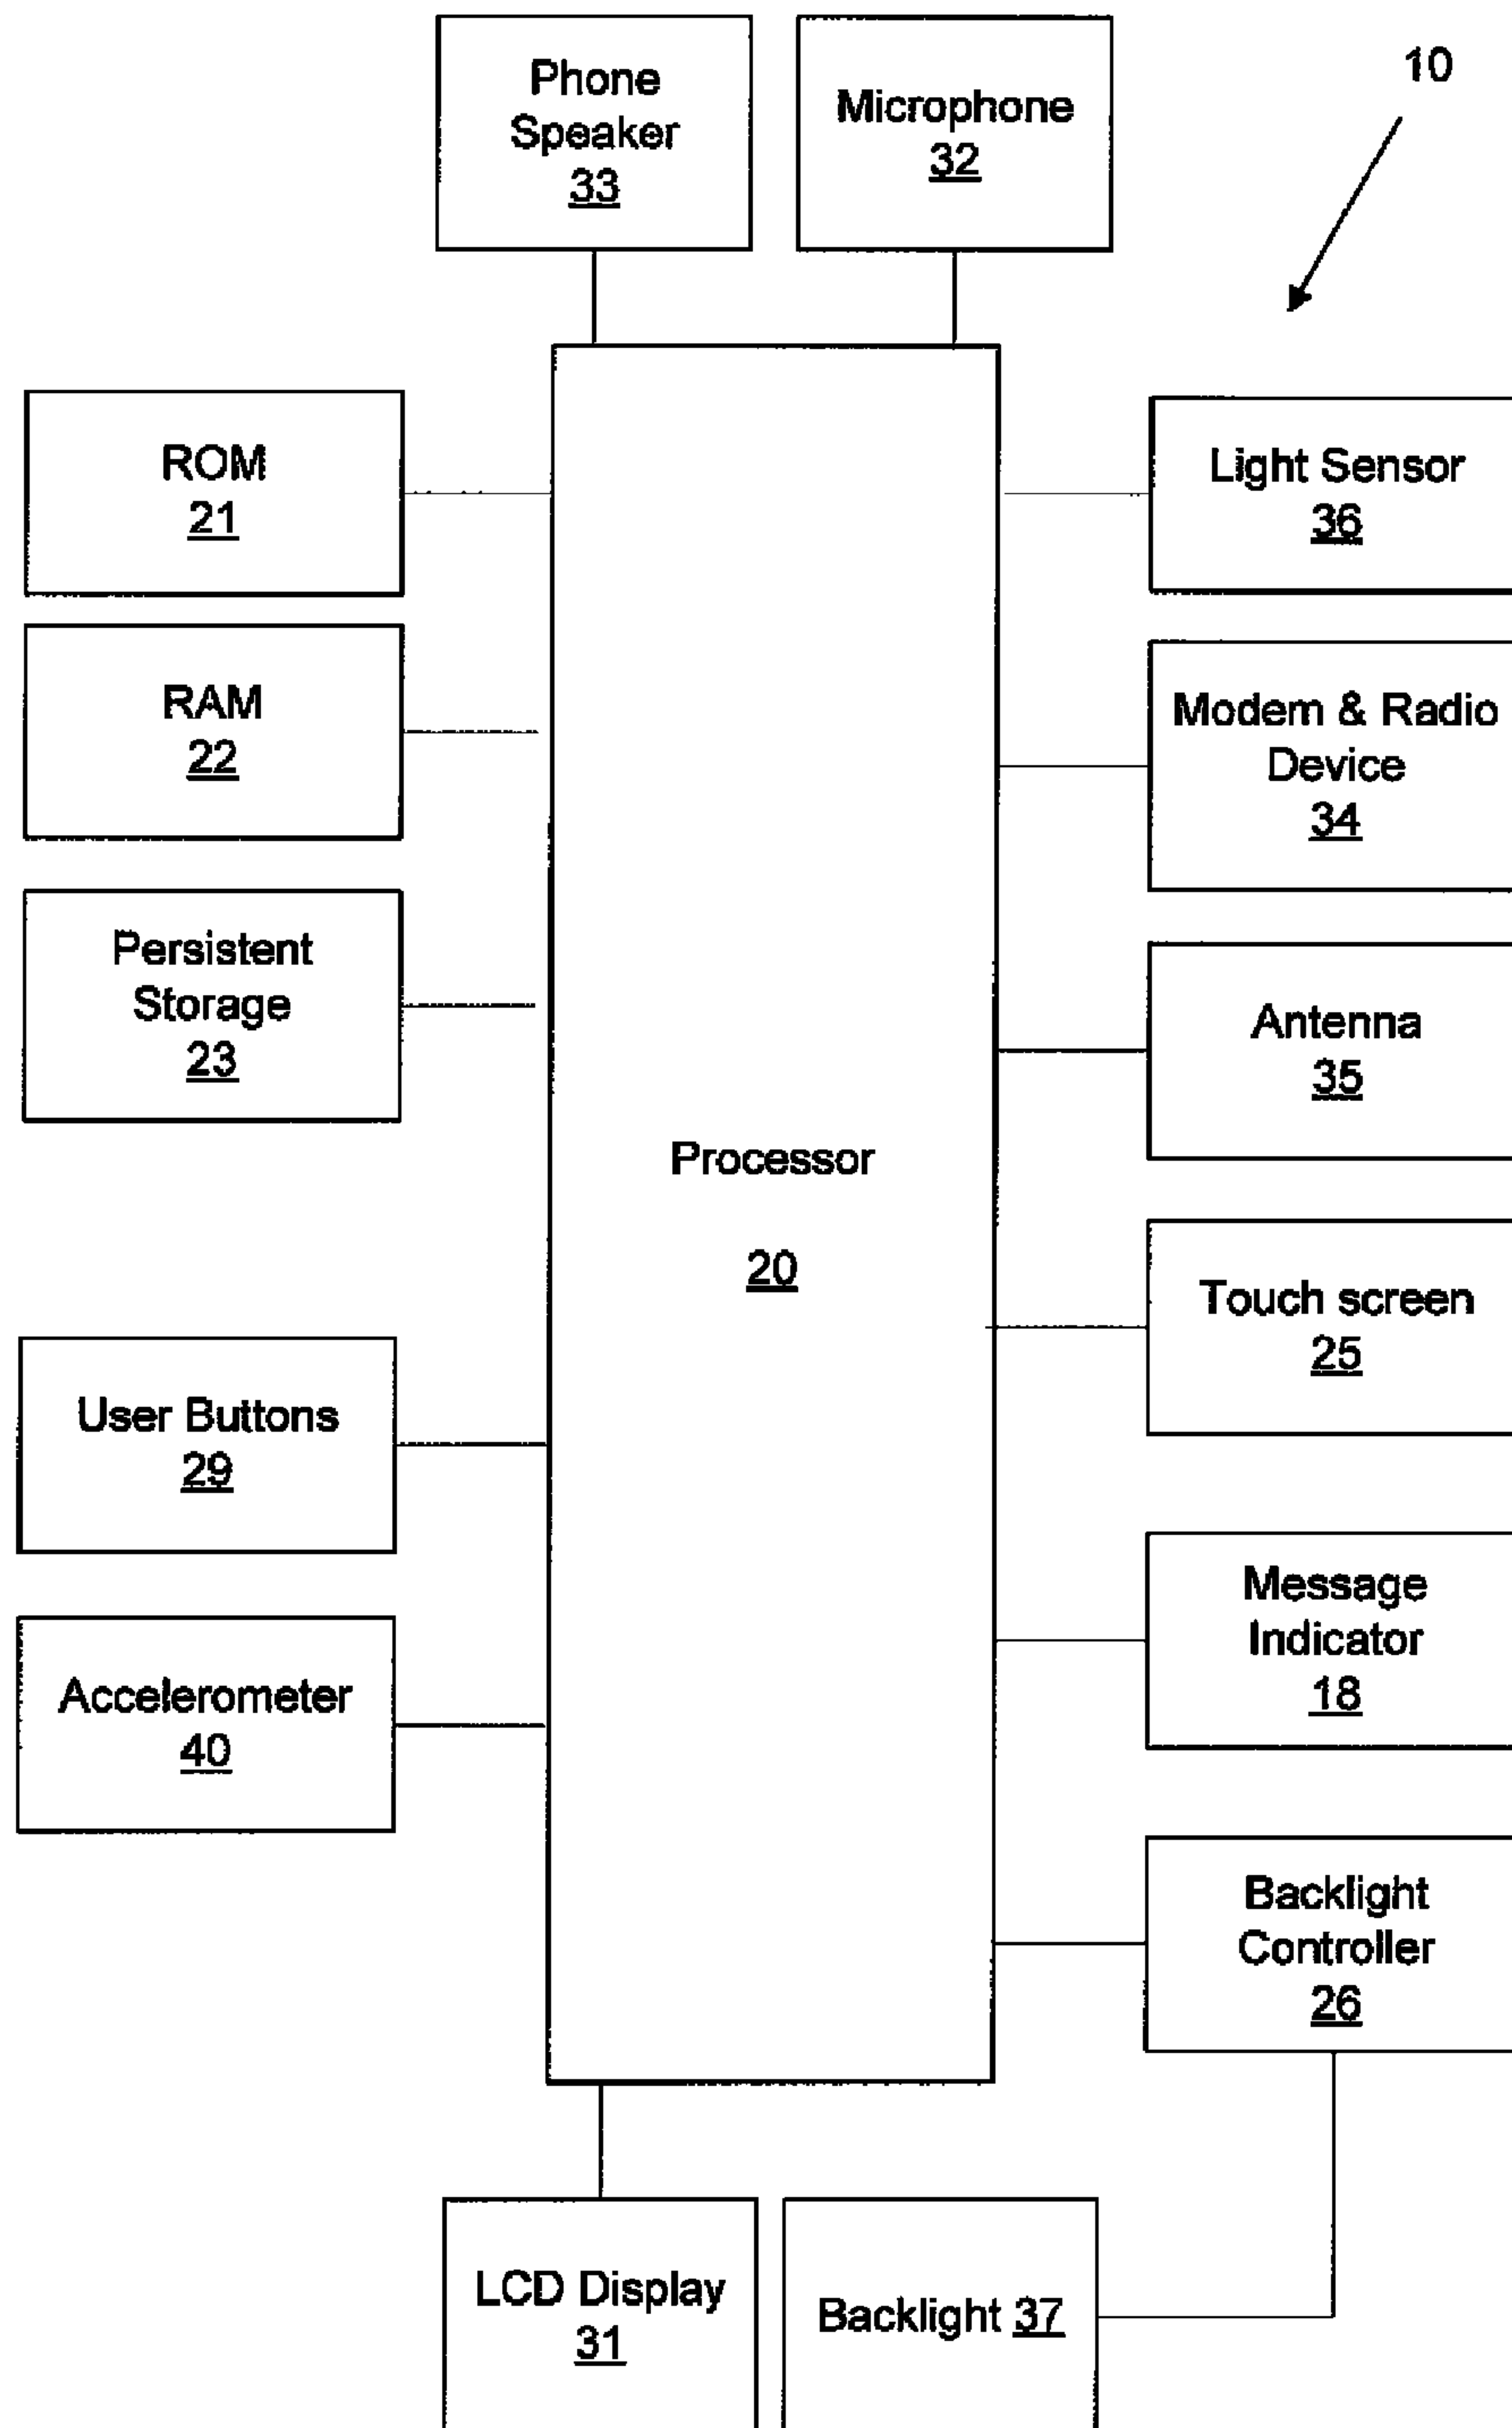 Phone
Speaker
33
Microphone
32
10
ROM
21
Light Sensor
36
RAM
22
Modem & Radio
Device
34
Persistent
Storage
23
Antenna
35
Processor
20
Touch screen
25
User Buttons
29
Message
Indicator
18
Accelerometer
40
Backlight
Controller
26
LCD Display
31
Backlight 37